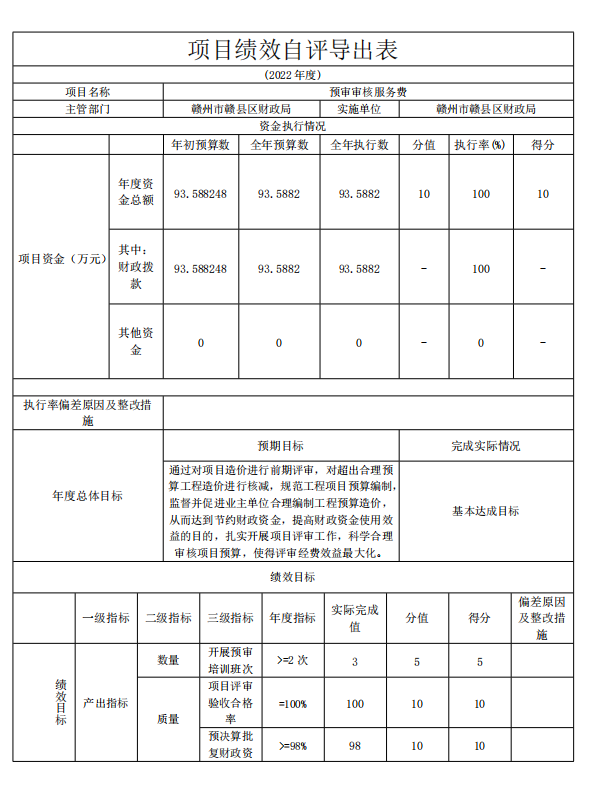 项目绩效自评导出表
(2022年度)
项目名称 预审审核服务费
主管部门 赣州市赣县区财政局 实施单位 赣州市赣县区财政局
资金执行情况
年初预算数 全年预算数 全年执行数 分值 执行率(%) 得分
项目资金（万元）
年度资
金总额
93.588248 93.5882 93.5882 10 100 10
其中：
财政拨
款
93.588248 93.5882 93.5882 - 100 -
其他资
金
0 0 0 - 0 -
执行率偏差原因及整改措
施
年度总体目标
预期目标 完成实际情况
通过对项目造价进行前期评审，对超出合理预
算工程造价进行核减，规范工程项目预算编制，
监督并促进业主单位合理编制工程预算造价，
从而达到节约财政资金，提高财政资金使用效
益的目的，扎实开展项目评审工作，科学合理
审核项目预算，使得评审经费效益最大化。
基本达成目标
绩效目标
一级指标 二级指标 三级指标 年度指标
实际完成
值
分值 得分
偏差原因
及整改措
施
绩效目标
产出指标
数量
开展预审
培训班次
>=2 次 3 5 5
质量
项目评审
验收合格
率
=100% 100 10 10
预决算批
复财政资
>=98% 98 10 10